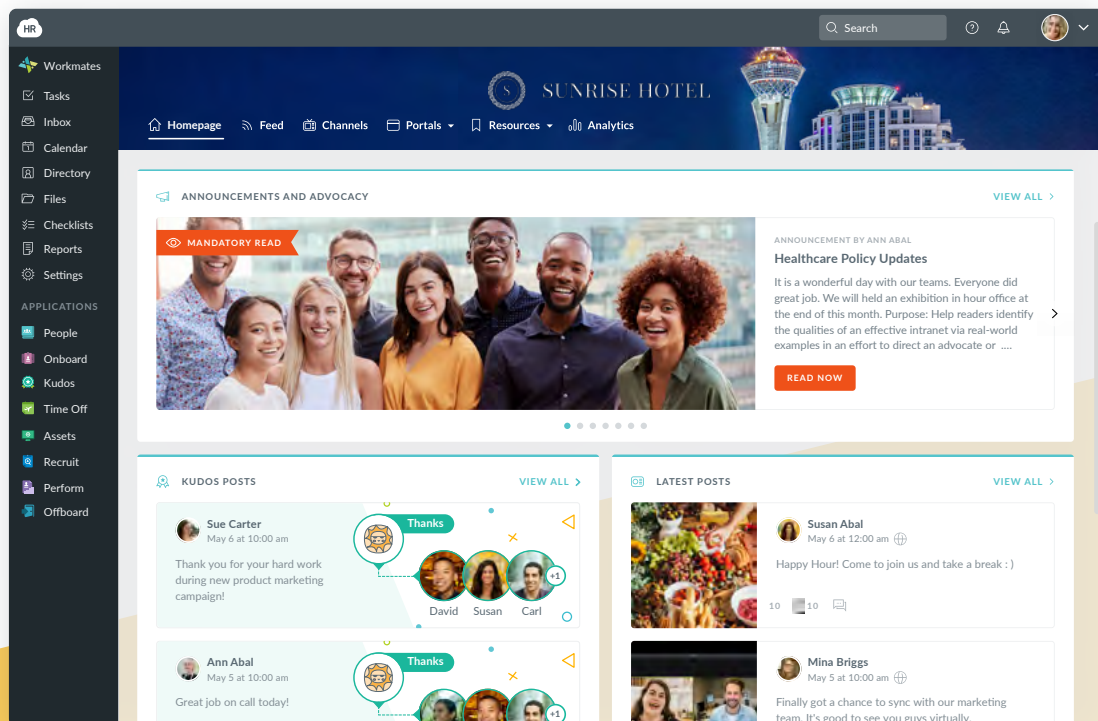 HR
Search
Workmates
Tasks
Inbox
Calendar
Directory
Files
Checklists
Reports
Settings
APPLICATIONS
People
Onboard
Kudos
Time Off
Assets
Recruit
Perform
Offboard
S
SUNRISE HOTEL
Homepage Feed Channels Portals Resources Analytics
ANNOUNCEMENTS AND ADVOCACY
VIEW ALL
MANDATORY READ
ANNOUNCEMENT BY ANN ABAL
Healthcare Policy Updates
It is a wonderful day with our teams. Everyone did
great job. We will held an exhibition in hour office at
the end of this month. Purpose: Help readers identify
the qualities of an effective intranet via real-world
examples in an effort to direct an advocate or ....
READ NOW
KUDOS POSTS
VIEW ALL
Sue Carter
May 6 at 10:00 am
Thank you for your hard work
during new product marketing
campaign!
Thanks
+1
David Susan Carl
Ann Abal
May 5 at 10:00 am
Great job on call today!
Thanks
+1
LATEST POSTS
VIEW ALL
Susan Abal
May 6 at 12:00 am
Happy Hour! Come to join us and take a break : )
10 10
Mina Briggs
May 5 at 10:00 am
Finally got a chance to sync with our marketing
team. It's good to see you guys virtually.